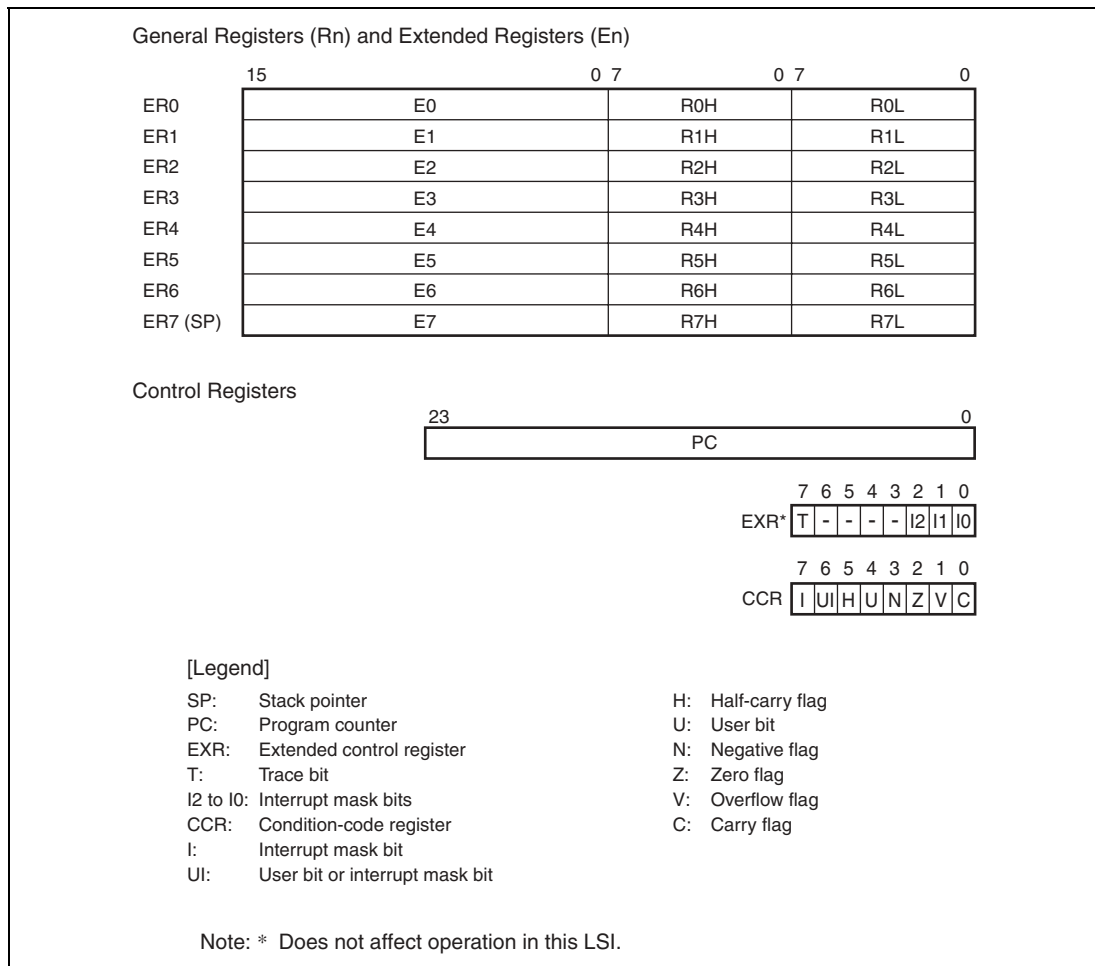 General Registers (Rn) and Extended Registers (En)
15 0 7 0 7 0
ER0 E0 R0H R0L
ER1 E1 R1H R1L
ER2 E2 R2H R2L
ER3 E3 R3H R3L
ER4 E4 R4H R4L
ER5 E5 R5H R5L
ER6 E6 R6H R6L
ER7 (SP) E7 R7H R7L
Control Registers
23 0
PC
7 6 5 4 3 2 1 0
EXR* T - - - - I2 I1 I0
7 6 5 4 3 2 1 0
CCR I UI H U N Z V C
[Legend]
SP: Stack pointer
PC: Program counter
EXR: Extended control register
T: Trace bit
I2 to I0: Interrupt mask bits
CCR: Condition-code register
I: Interrupt mask bit
UI: User bit or interrupt mask bit
H: Half-carry flag
U: User bit
N: Negative flag
Z: Zero flag
V: Overflow flag
C: Carry flag
Note: * Does not affect operation in this LSI.